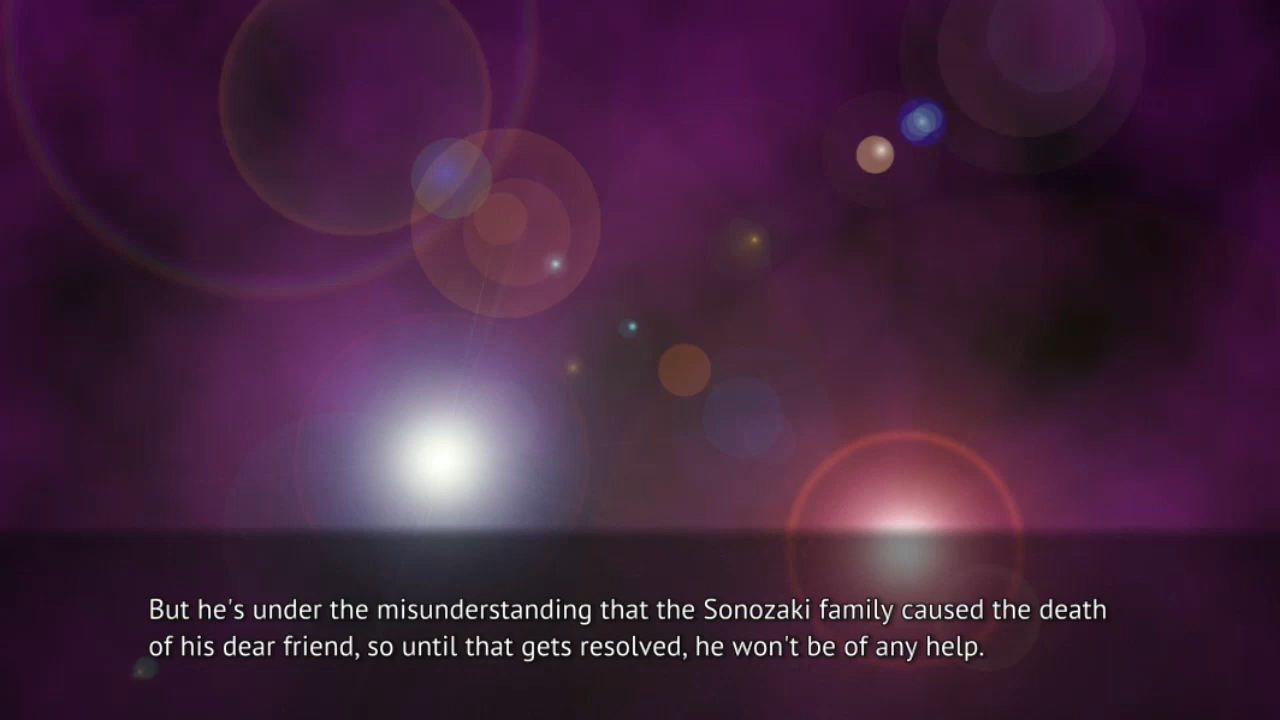 But he's under the misunderstanding that the Sonozaki family caused the death
of his dear friend, so until that gets resolved, he won't be of any help.